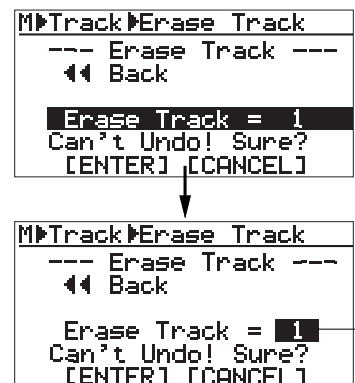 M▶Track▶Erase Track
--- Erase Track ---
◀◀ Back
Erase Track = 1
Can't Undo! Sure?
[ENTER] [CANCEL]
M▶Track▶Erase Track
--- Erase Track ---
◀◀ Back
Erase Track = 1
Can't Undo! Sure?
[ENTER] [CANCEL]